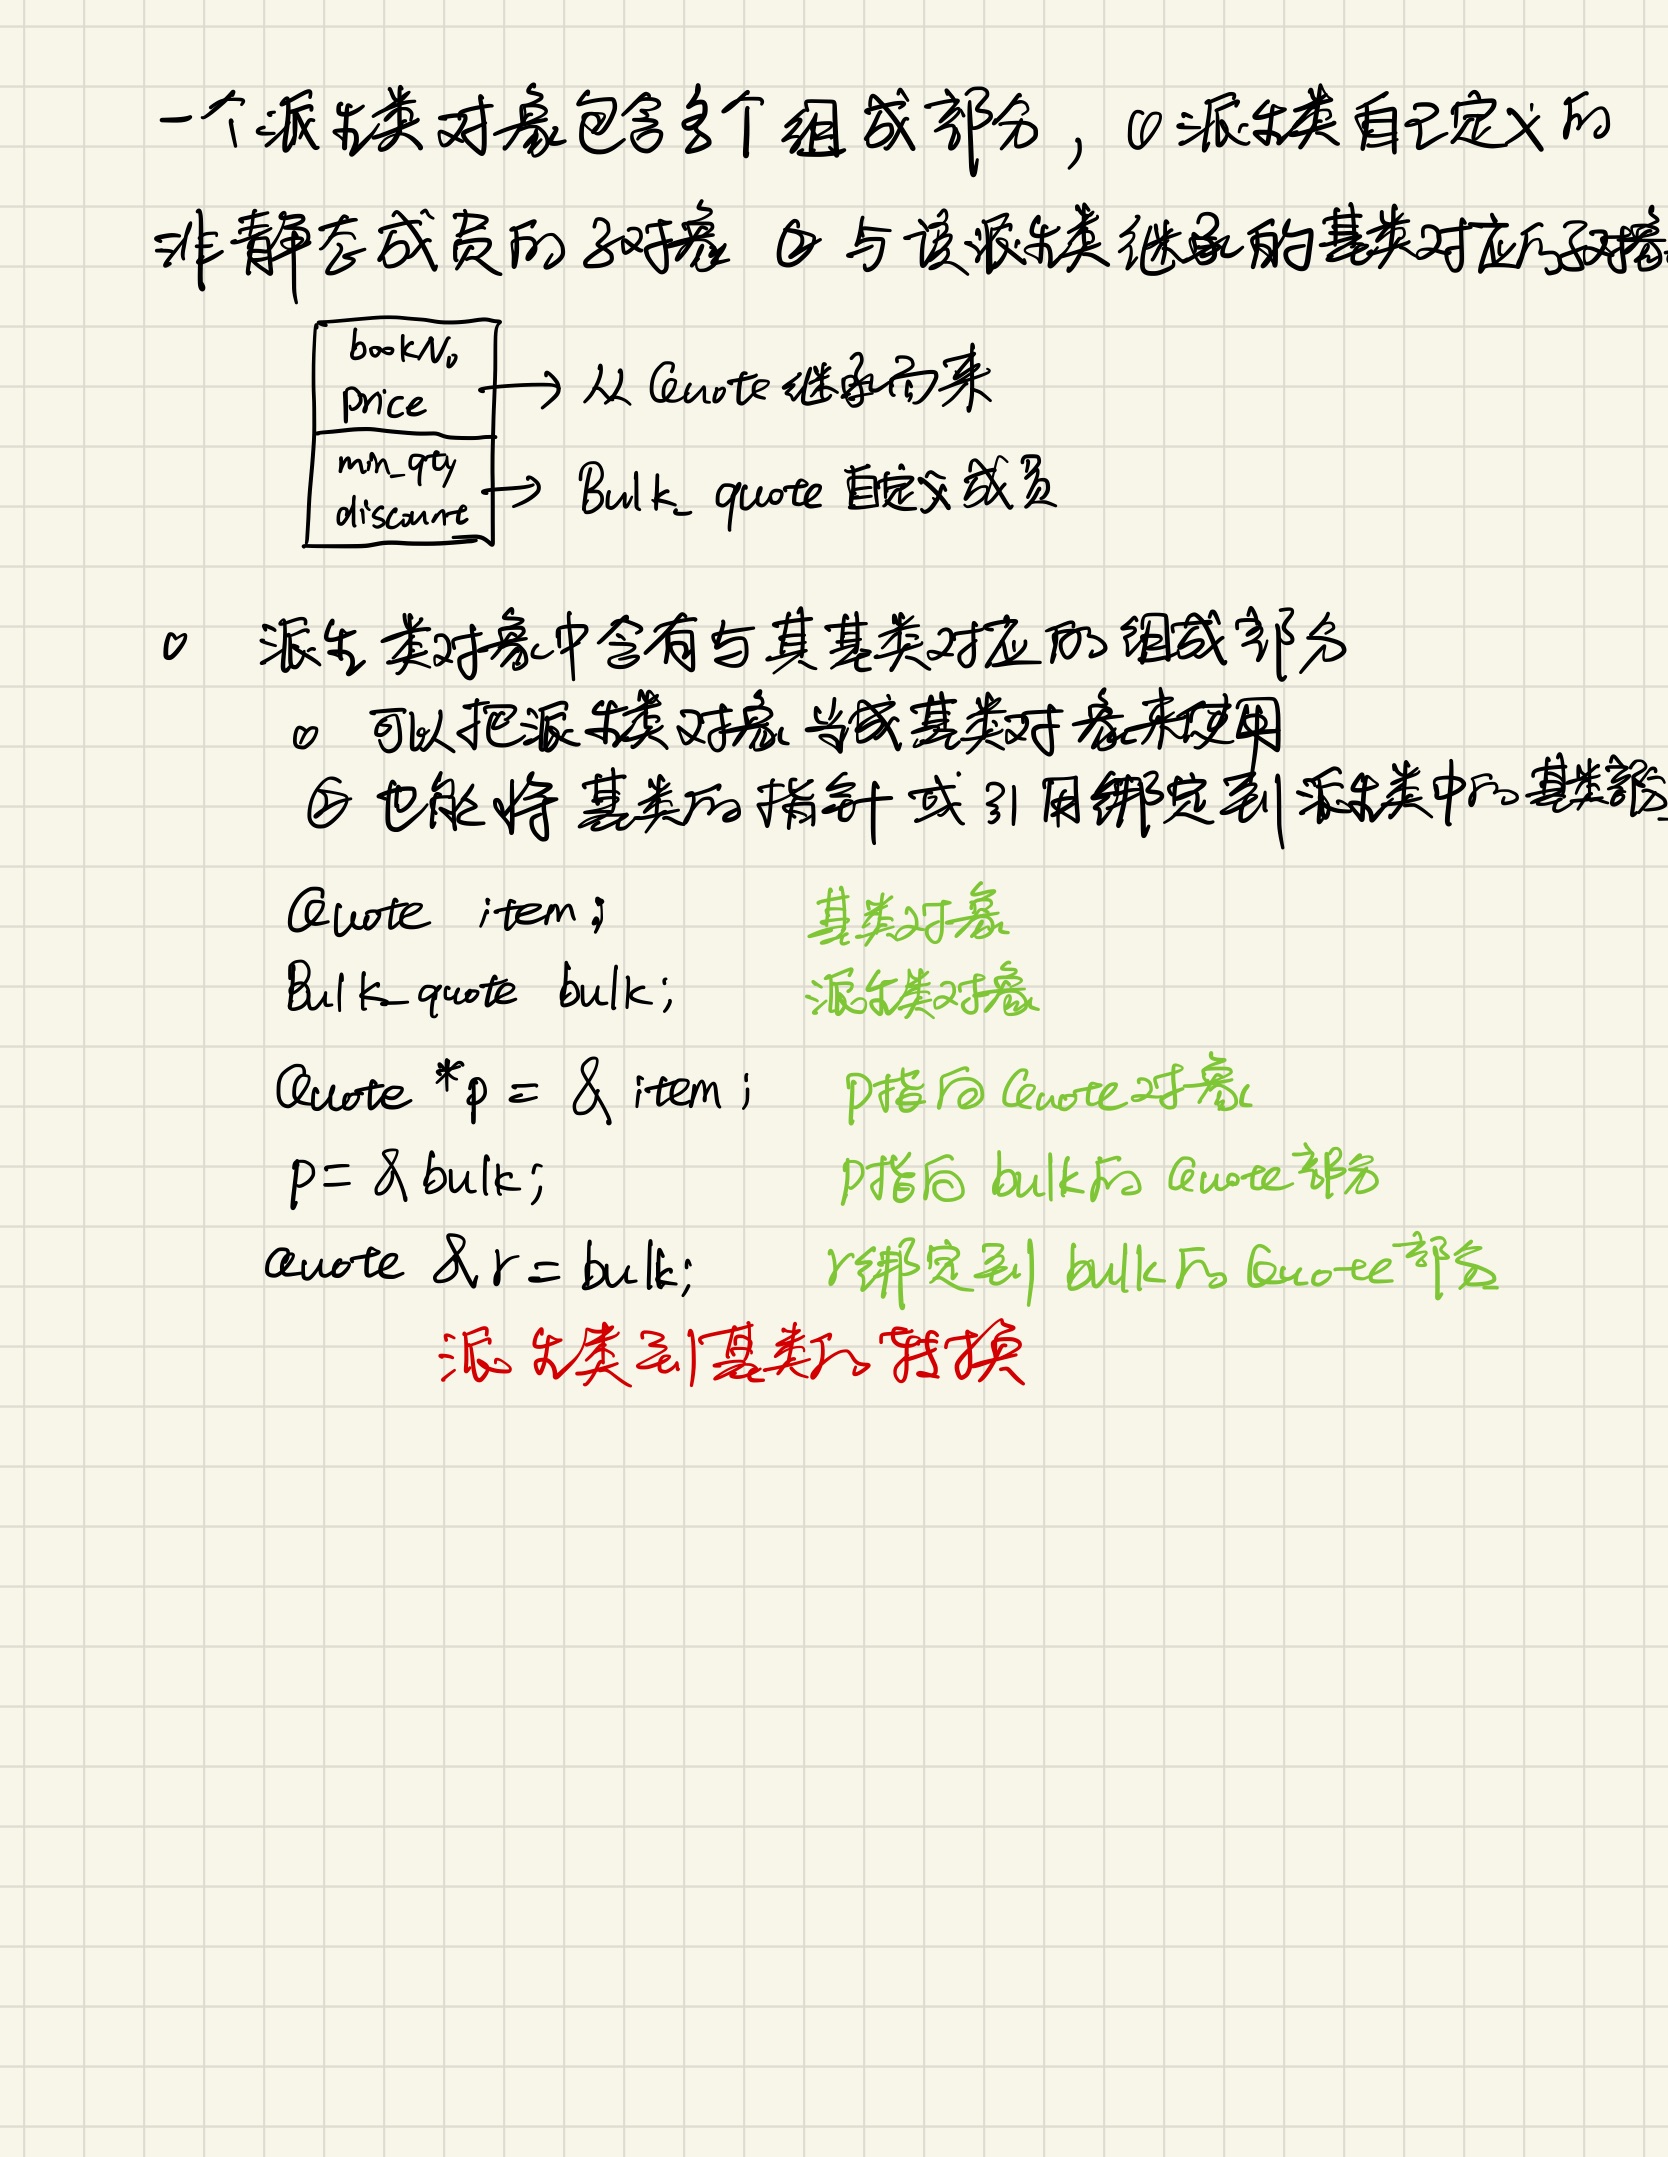 一个派生类对象包含多个组成部分，① 派生类自己定义的
非静态成员的子对象 ② 与该派生类继承的基类对应的子对象
bookNo
price → 从 Quote 继承而来
min_qty
discount → Bulk_quote 自定义成员
① 派生类对象中含有与其基类对应的组成部分
① 可以把派生类对象当成基类对象来使用
② 也能将基类的指针或引用绑定到派生类中的基类部分
Quote item; 基类对象
Bulk_quote bulk; 派生类对象
Quote *p = & item; p指向 Quote 对象
p = & bulk; p指向 bulk的 Quote 部分
Quote & r = bulk; r绑定到 bulk的 Quote 部分
派生类到基类的转换